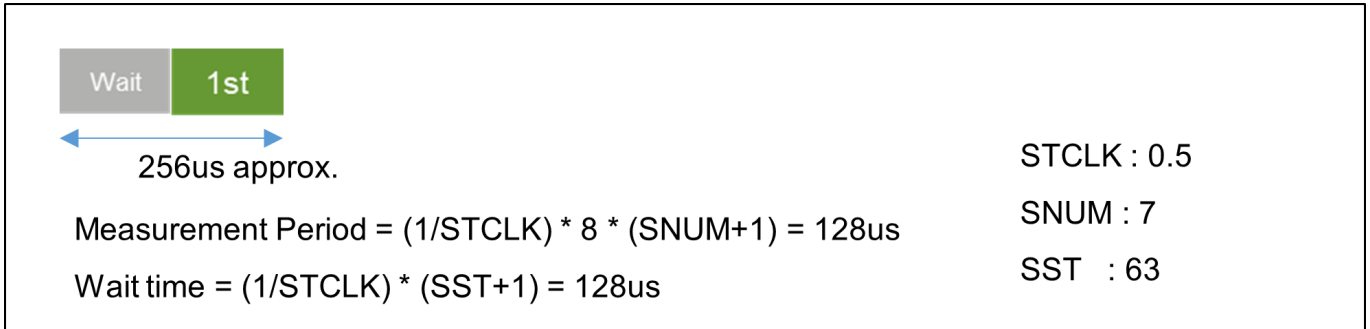 Wait 1st
256us approx.
Measurement Period = (1/STCLK) * 8 * (SNUM+1) = 128us
Wait time = (1/STCLK) * (SST+1) = 128us
STCLK : 0.5
SNUM : 7
SST : 63